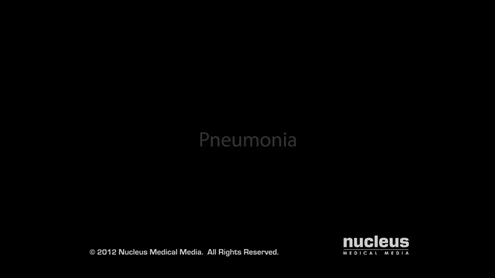 Pneumonia
© 2012 Nucleus Medical Media. All Rights Reserved.
nucleus
MEDICAL MEDIA